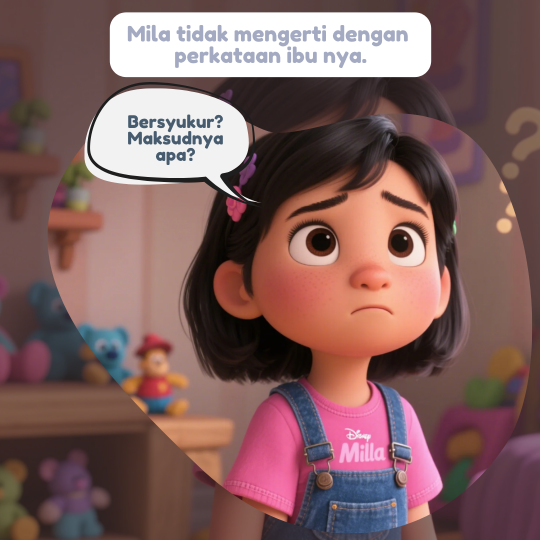 Mila tidak mengerti dengan
perkataan ibu nya.
Bersyukur?
Maksudnya
apa?
Disney
Milla
?